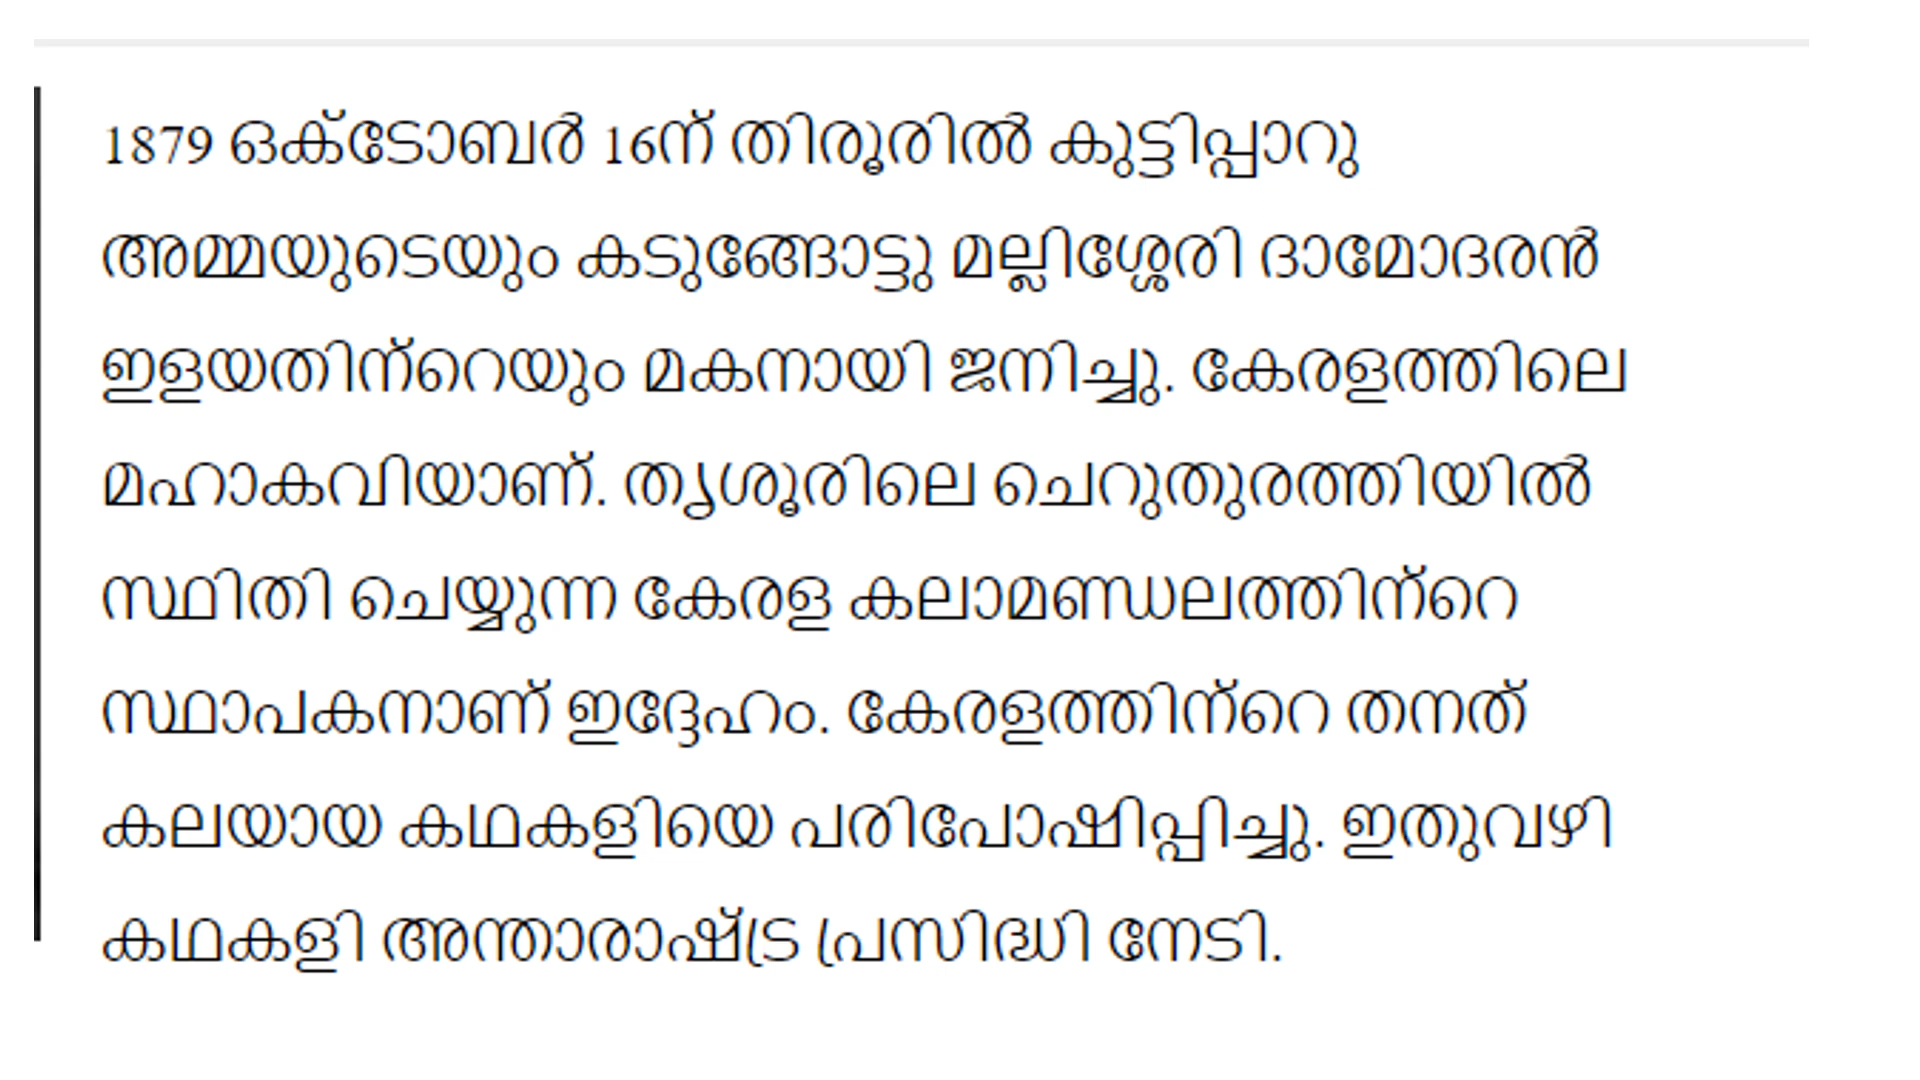 1879 ഒക്ടോബർ 16ന് തിരൂരിൽ കുട്ടിപ്പാറു
അമ്മയുടെയും കടുങ്ങോട്ടു മല്ലിശ്ശേരി ദാമോദരൻ
ഇളയതിന്റെയും മകനായി ജനിച്ചു. കേരളത്തിലെ
മഹാകവിയാണ്. തൃശൂരിലെ ചെറുതുരത്തിയിൽ
സ്ഥിതി ചെയ്യുന്ന കേരള കലാമണ്ഡലത്തിന്റെ
സ്ഥാപകനാണ് ഇദ്ദേഹം. കേരളത്തിന്റെ തനത്
കലയായ കഥകളിയെ പരിപോഷിപ്പിച്ചു. ഇതുവഴി
കഥകളി അന്താരാഷ്ട്ര പ്രസിദ്ധി നേടി.